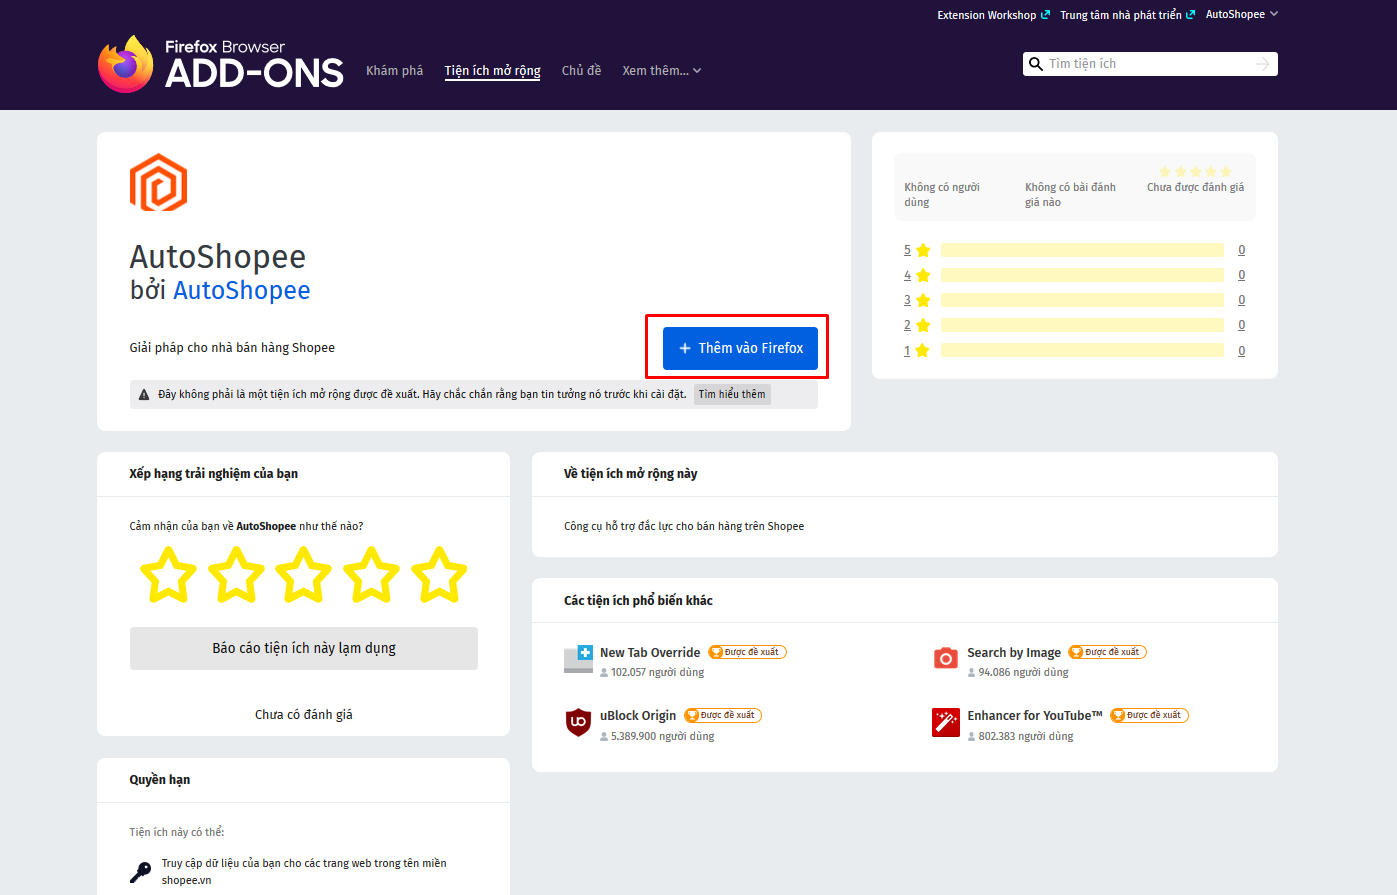 Extension Workshop
Trung tâm nhà phát triển
AutoShopee
Firefox Browser
ADD-ONS
Khám phá
Tiện ích mở rộng
Chủ đề
Xem thêm...
Tìm tiện ích
AutoShopee
bởi AutoShopee
Giải pháp cho nhà bán hàng Shopee
Thêm vào Firefox
Đây không phải là một tiện ích mở rộng được đề xuất. Hãy chắc chắn rằng bạn tin tưởng nó trước khi cài đặt.
Tìm hiểu thêm
Không có người
dùng
Không có bài đánh
giá nào
Chưa được đánh giá
5 0
4 0
3 0
2 0
1 0
Xếp hạng trải nghiệm của bạn
Cảm nhận của bạn về AutoShopee như thế nào?
Báo cáo tiện ích này lạm dụng
Chưa có đánh giá
Về tiện ích mở rộng này
Công cụ hỗ trợ đắc lực cho bán hàng trên Shopee
Các tiện ích phổ biến khác
New Tab Override Được đề xuất
102.057 người dùng
Search by Image Được đề xuất
94.086 người dùng
uBlock Origin Được đề xuất
5.389.900 người dùng
Enhancer for YouTube™ Được đề xuất
802.383 người dùng
Quyền hạn
Tiện ích này có thể:
Truy cập dữ liệu của bạn cho các trang web trong tên miền
shopee.vn